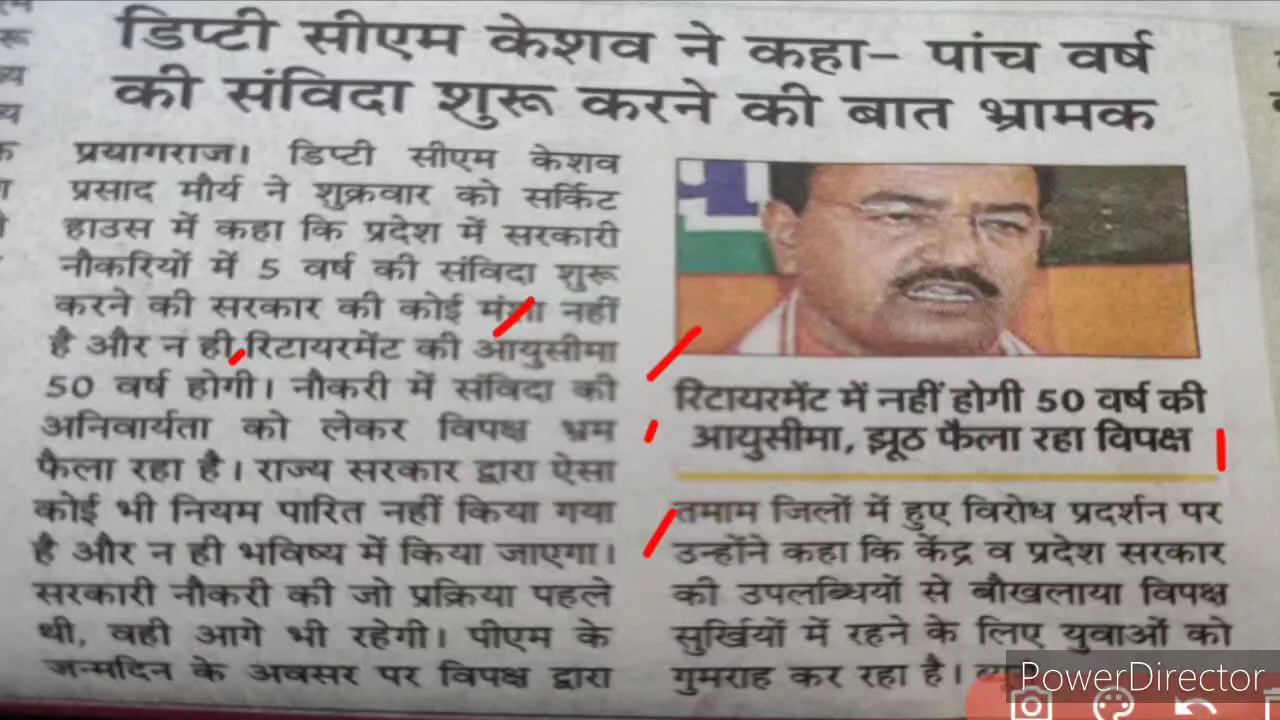 डिप्टी सीएम केशव ने कहा– पांच वर्ष
की संविदा शुरू करने की बात भ्रामक
प्रयागराज। डिप्टी सीएम केशव
प्रसाद मौर्य ने शुक्रवार को सर्किट
हाउस में कहा कि प्रदेश में सरकारी
नौकरियों में 5 वर्ष की संविदा शुरू
करने की सरकार की कोई मंशा नहीं
है और न ही रिटायरमेंट की आयुसीमा
50 वर्ष होगी। नौकरी में संविदा की
अनिवार्यता को लेकर विपक्ष भ्रम
फैला रहा है। राज्य सरकार द्वारा ऐसा
कोई भी नियम पारित नहीं किया गया
है और न ही भविष्य में किया जाएगा।
सरकारी नौकरी की जो प्रक्रिया पहले
थी, वही आगे भी रहेगी। पीएम के
जन्मदिन के अवसर पर विपक्ष द्वारा
रिटायरमेंट में नहीं होगी 50 वर्ष की
आयुसीमा, झूठ फैला रहा विपक्ष
तमाम जिलों में हुए विरोध प्रदर्शन पर
उन्होंने कहा कि केंद्र व प्रदेश सरकार
की उपलब्धियों से बौखलाया विपक्ष
सुर्खियों में रहने के लिए युवाओं को
गुमराह कर रहा है।
PowerDirector